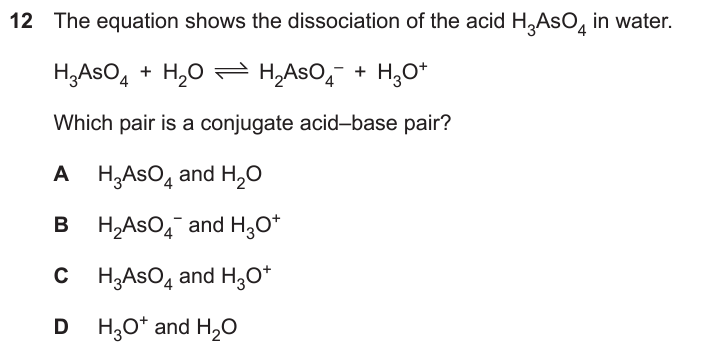 12 The equation shows the dissociation of the acid H₃AsO₄ in water.
H₃AsO₄ + H₂O ⇌ H₂AsO₄⁻ + H₃O⁺
Which pair is a conjugate acid–base pair?
A H₃AsO₄ and H₂O
B H₂AsO₄⁻ and H₃O⁺
C H₃AsO₄ and H₃O⁺
D H₃O⁺ and H₂O